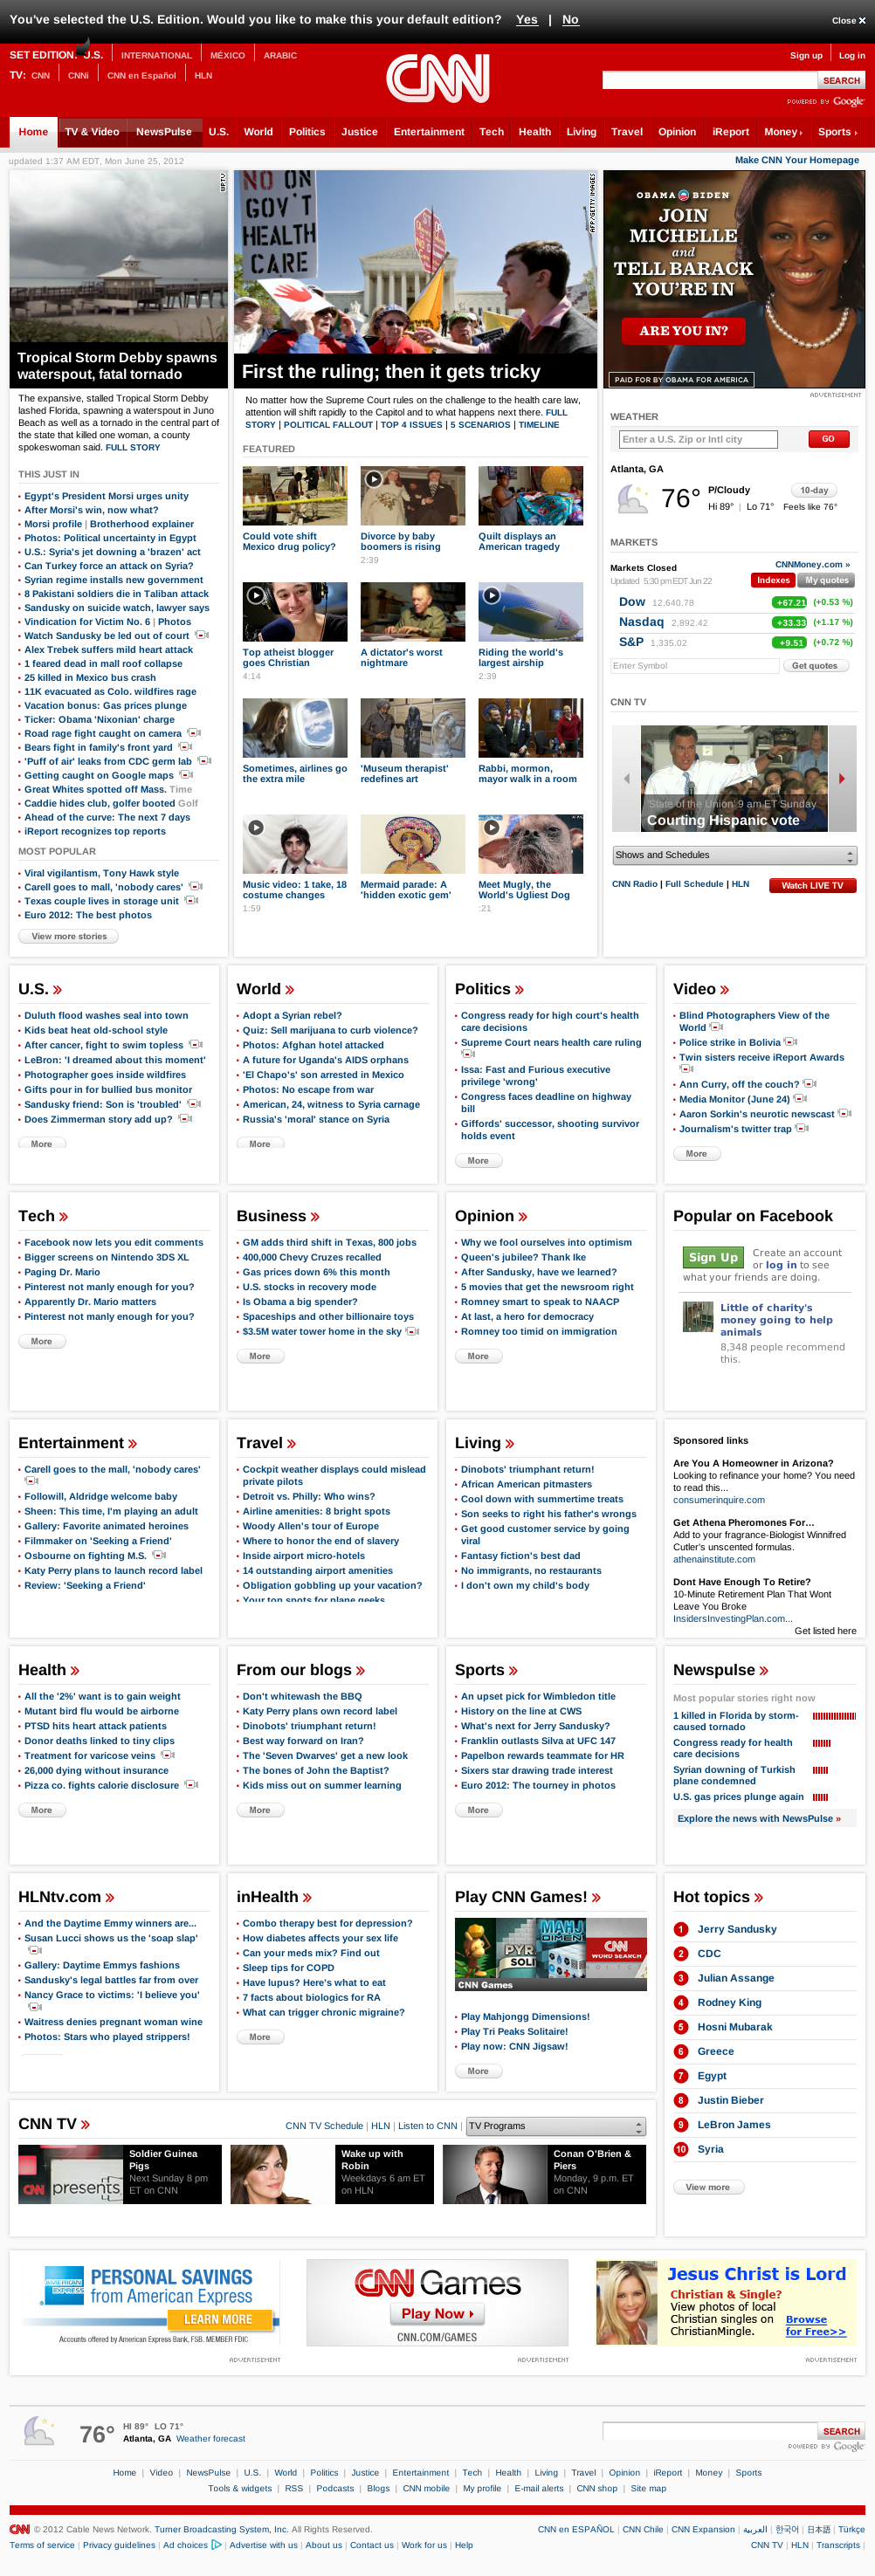 You've selected the U.S. Edition. Would you like to make this your default edition? Yes | No
Close
SET EDITION: U.S. INTERNATIONAL MÉXICO ARABIC
TV: CNN CNNi CNN en Español HLN
CNN
Sign up Log in
SEARCH
POWERED BY Google
Home TV & Video NewsPulse U.S. World Politics Justice Entertainment Tech Health Living Travel Opinion iReport Money Sports
updated 1:37 AM EDT, Mon June 25, 2012
Make CNN Your Homepage
WPTV
Tropical Storm Debby spawns
waterspout, fatal tornado
The expansive, stalled Tropical Storm Debby
lashed Florida, spawning a waterspout in Juno
Beach as well as a tornado in the central part of
the state that killed one woman, a county
spokeswoman said. FULL STORY
THIS JUST IN
Egypt's President Morsi urges unity
After Morsi's win, now what?
Morsi profile | Brotherhood explainer
Photos: Political uncertainty in Egypt
U.S.: Syria's jet downing a 'brazen' act
Can Turkey force an attack on Syria?
Syrian regime installs new government
8 Pakistani soldiers die in Taliban attack
Sandusky on suicide watch, lawyer says
Vindication for Victim No. 6 | Photos
Watch Sandusky be led out of court
Alex Trebek suffers mild heart attack
1 feared dead in mall roof collapse
25 killed in Mexico bus crash
11K evacuated as Colo. wildfires rage
Vacation bonus: Gas prices plunge
Ticker: Obama 'Nixonian' charge
Road rage fight caught on camera
Bears fight in family's front yard
'Puff of air' leaks from CDC germ lab
Getting caught on Google maps
Great Whites spotted off Mass. Time
Caddie hides club, golfer booted Golf
Ahead of the curve: The next 7 days
iReport recognizes top reports
MOST POPULAR
Viral vigilantism, Tony Hawk style
Carell goes to mall, 'nobody cares'
Texas couple lives in storage unit
Euro 2012: The best photos
View more stories
NO ON
GOV'T
HEALTH
CARE
AFP/GETTY IMAGES
First the ruling; then it gets tricky
No matter how the Supreme Court rules on the challenge to the health care law,
attention will shift rapidly to the Capitol and to what happens next there. FULL
STORY | POLITICAL FALLOUT | TOP 4 ISSUES | 5 SCENARIOS | TIMELINE
FEATURED
Could vote shift
Mexico drug policy?
Divorce by baby
boomers is rising
2:39
Quilt displays an
American tragedy
Top atheist blogger
goes Christian
4:14
A dictator's worst
nightmare
Riding the world's
largest airship
2:39
Sometimes, airlines go
the extra mile
'Museum therapist'
redefines art
Rabbi, mormon,
mayor walk in a room
Music video: 1 take, 18
costume changes
1:59
Mermaid parade: A
'hidden exotic gem'
Meet Mugly, the
World's Ugliest Dog
:21
OBAMA BIDEN
JOIN
MICHELLE
and
TELL BARACK
YOU'RE IN
ARE YOU IN?
PAID FOR BY OBAMA FOR AMERICA
ADVERTISEMENT
WEATHER
Enter a U.S. Zip or Intl city
GO
Atlanta, GA
76° P/Cloudy 10-day
Hi 89° | Lo 71° Feels like 76°
MARKETS
Markets Closed CNNMoney.com »
Updated 5:30 pm EDT Jun 22 Indexes My quotes
Dow 12,640.78 +67.21 (+0.53 %)
Nasdaq 2,892.42 +33.33 (+1.17 %)
S&P 1,335.02 +9.51 (+0.72 %)
Enter Symbol Get quotes
CNN TV
'State of the Union' 9 am ET Sunday
Courting Hispanic vote
Shows and Schedules
CNN Radio | Full Schedule | HLN Watch LIVE TV
U.S.
Duluth flood washes seal into town
Kids beat heat old-school style
After cancer, fight to swim topless
LeBron: 'I dreamed about this moment'
Photographer goes inside wildfires
Gifts pour in for bullied bus monitor
Sandusky friend: Son is 'troubled'
Does Zimmerman story add up?
More
World
Adopt a Syrian rebel?
Quiz: Sell marijuana to curb violence?
Photos: Afghan hotel attacked
A future for Uganda's AIDS orphans
'El Chapo's' son arrested in Mexico
Photos: No escape from war
American, 24, witness to Syria carnage
Russia's 'moral' stance on Syria
More
Politics
Congress ready for high court's health
care decisions
Supreme Court nears health care ruling
Issa: Fast and Furious executive
privilege 'wrong'
Congress faces deadline on highway
bill
Giffords' successor, shooting survivor
holds event
More
Video
Blind Photographers View of the
World
Police strike in Bolivia
Twin sisters receive iReport Awards
Ann Curry, off the couch?
Media Monitor (June 24)
Aaron Sorkin's neurotic newscast
Journalism's twitter trap
More
Tech
Facebook now lets you edit comments
Bigger screens on Nintendo 3DS XL
Paging Dr. Mario
Pinterest not manly enough for you?
Apparently Dr. Mario matters
Pinterest not manly enough for you?
More
Business
GM adds third shift in Texas, 800 jobs
400,000 Chevy Cruzes recalled
Gas prices down 6% this month
U.S. stocks in recovery mode
Is Obama a big spender?
Spaceships and other billionaire toys
$3.5M water tower home in the sky
More
Opinion
Why we fool ourselves into optimism
Queen's jubilee? Thank Ike
After Sandusky, have we learned?
5 movies that get the newsroom right
Romney smart to speak to NAACP
At last, a hero for democracy
Romney too timid on immigration
More
Popular on Facebook
Sign Up Create an account
or log in to see
what your friends are doing.
Little of charity's
money going to help
animals
8,348 people recommend
this.
Entertainment
Carell goes to the mall, 'nobody cares'
Followill, Aldridge welcome baby
Sheen: This time, I'm playing an adult
Gallery: Favorite animated heroines
Filmmaker on 'Seeking a Friend'
Osbourne on fighting M.S.
Katy Perry plans to launch record label
Review: 'Seeking a Friend'
Travel
Cockpit weather displays could mislead
private pilots
Detroit vs. Philly: Who wins?
Airline amenities: 8 bright spots
Woody Allen's tour of Europe
Where to honor the end of slavery
Inside airport micro-hotels
14 outstanding airport amenities
Obligation gobbling up your vacation?
Your top spots for plane geeks
Living
Dinobots' triumphant return!
African American pitmasters
Cool down with summertime treats
Son seeks to right his father's wrongs
Get good customer service by going
viral
Fantasy fiction's best dad
No immigrants, no restaurants
I don't own my child's body
Sponsored links
Are You A Homeowner in Arizona?
Looking to refinance your home? You need
to read this...
consumerinquire.com
Get Athena Pheromones For…
Add to your fragrance-Biologist Winnifred
Cutler's unscented formulas.
athenainstitute.com
Dont Have Enough To Retire?
10-Minute Retirement Plan That Wont
Leave You Broke
InsidersInvestingPlan.com...
Get listed here
Health
All the '2%' want is to gain weight
Mutant bird flu would be airborne
PTSD hits heart attack patients
Donor deaths linked to tiny clips
Treatment for varicose veins
26,000 dying without insurance
Pizza co. fights calorie disclosure
More
From our blogs
Don't whitewash the BBQ
Katy Perry plans own record label
Dinobots' triumphant return!
Best way forward on Iran?
The 'Seven Dwarves' get a new look
The bones of John the Baptist?
Kids miss out on summer learning
More
Sports
An upset pick for Wimbledon title
History on the line at CWS
What's next for Jerry Sandusky?
Franklin outlasts Silva at UFC 147
Papelbon rewards teammate for HR
Sixers star drawing trade interest
Euro 2012: The tourney in photos
More
Newspulse
Most popular stories right now
1 killed in Florida by storm-
caused tornado
Congress ready for health
care decisions
Syrian downing of Turkish
plane condemned
U.S. gas prices plunge again
Explore the news with NewsPulse »
HLNtv.com
And the Daytime Emmy winners are...
Susan Lucci shows us the 'soap slap'
Gallery: Daytime Emmys fashions
Sandusky's legal battles far from over
Nancy Grace to victims: 'I believe you'
Waitress denies pregnant woman wine
Photos: Stars who played strippers!
inHealth
Combo therapy best for depression?
How diabetes affects your sex life
Can your meds mix? Find out
Sleep tips for COPD
Have lupus? Here's what to eat
7 facts about biologics for RA
What can trigger chronic migraine?
More
Play CNN Games!
PYR
SOLI
MAHJ
DIMEN
CNN
WORD SEARCH
CNN Games
Play Mahjongg Dimensions!
Play Tri Peaks Solitaire!
Play now: CNN Jigsaw!
More
Hot topics
1 Jerry Sandusky
2 CDC
3 Julian Assange
4 Rodney King
5 Hosni Mubarak
6 Greece
7 Egypt
8 Justin Bieber
9 LeBron James
10 Syria
View more
CNN TV
CNN TV Schedule | HLN | Listen to CNN | TV Programs
CNN presents
Soldier Guinea
Pigs
Next Sunday 8 pm
ET on CNN
Wake up with
Robin
Weekdays 6 am ET
on HLN
Conan O'Brien &
Piers
Monday, 9 p.m. ET
on CNN
AMERICAN EXPRESS
PERSONAL SAVINGS
from American Express
LEARN MORE
Accounts offered by American Express Bank, FSB. MEMBER FDIC
ADVERTISEMENT
CNN Games
Play Now
CNN.COM/GAMES
ADVERTISEMENT
Jesus Christ is Lord
Christian & Single?
View photos of local
Christian singles on
ChristianMingle.
Browse
for Free>>
ADVERTISEMENT
76° HI 89° LO 71°
Atlanta, GA Weather forecast
SEARCH
POWERED BY Google
Home | Video | NewsPulse | U.S. | World | Politics | Justice | Entertainment | Tech | Health | Living | Travel | Opinion | iReport | Money | Sports
Tools & widgets | RSS | Podcasts | Blogs | CNN mobile | My profile | E-mail alerts | CNN shop | Site map
CNN © 2012 Cable News Network. Turner Broadcasting System, Inc. All Rights Reserved.
CNN en ESPAÑOL | CNN Chile | CNN Expansion | العربية | 한국어 | 日本語 | Türkçe
Terms of service | Privacy guidelines | Ad choices | Advertise with us | About us | Contact us | Work for us | Help
CNN TV | HLN | Transcripts |